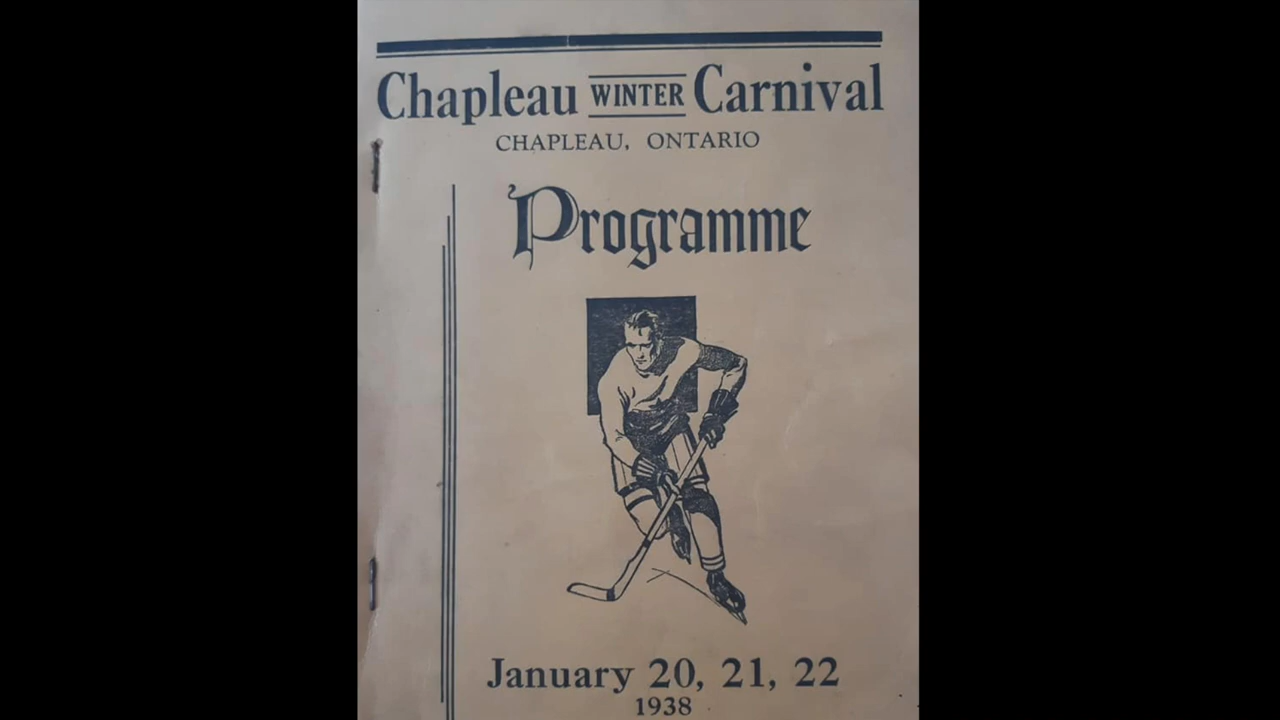 Chapleau WINTER Carnival
CHAPLEAU, ONTARIO
Programme
January 20, 21, 22
1938